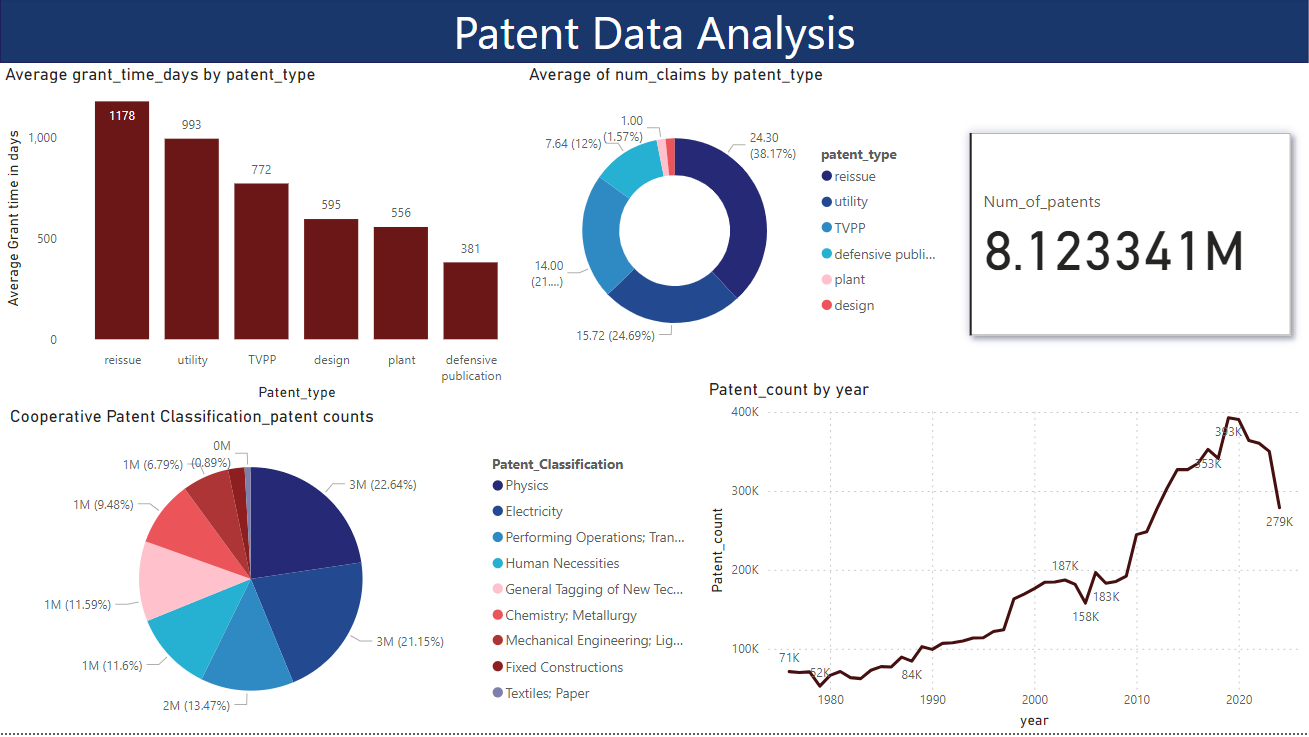 Patent Data Analysis
Average grant_time_days by patent_type
Average Grant time in days
1,000
500
0
1178
993
772
595
556
381
reissue
utility
TVPP
design
plant
defensive
publication
Patent_type
Average of num_claims by patent_type
1.00
(1.57%)
7.64 (12%)
24.30
(38.17%)
14.00
(21....)
15.72 (24.69%)
patent_type
reissue
utility
TVPP
defensive publi...
plant
design
Num_of_patents
8.123341M
Cooperative Patent Classification_patent counts
0M
(0.89%)
1M (6.79%)
3M (22.64%)
1M (9.48%)
1M (11.59%)
1M (11.6%)
3M (21.15%)
2M (13.47%)
Patent_Classification
Physics
Electricity
Performing Operations; Tran...
Human Necessities
General Tagging of New Tec...
Chemistry; Metallurgy
Mechanical Engineering; Lig...
Fixed Constructions
Textiles; Paper
Patent_count by year
Patent_count
400K
300K
200K
100K
71K
52K
84K
187K
158K
183K
353K
393K
279K
1980
1990
2000
2010
2020
year